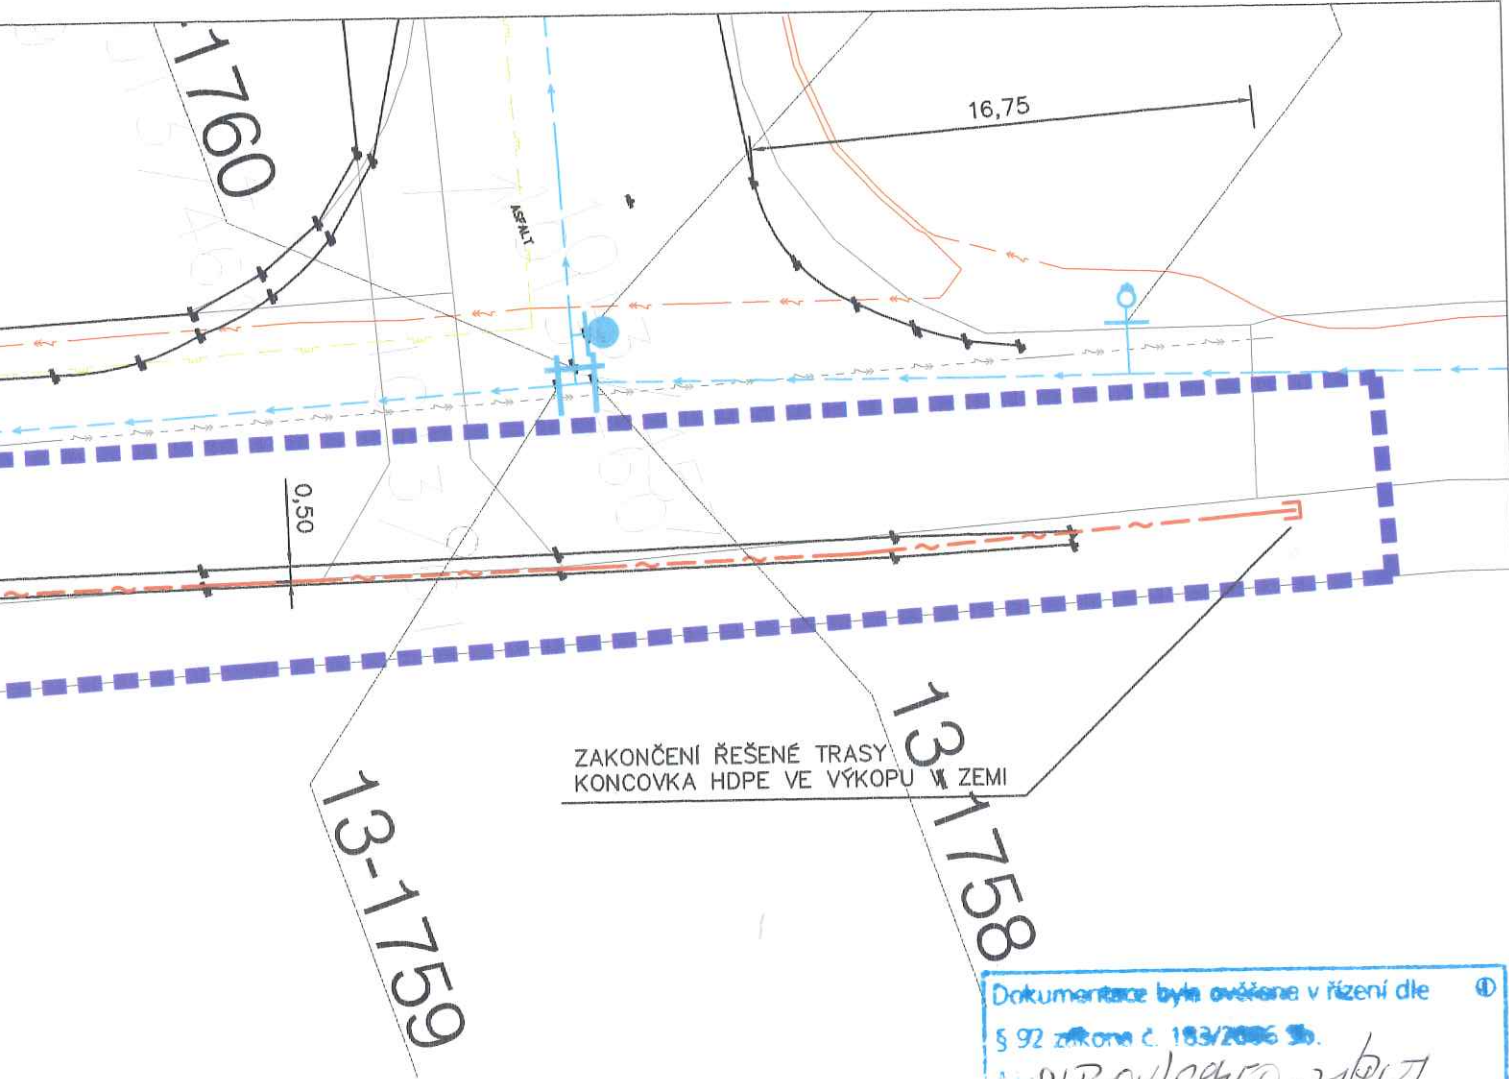 -1760
16,75
ASFALT
0,50
ZAKONČENÍ ŘEŠENÉ TRASY
KONCOVKA HDPE VE VÝKOPU V ZEMI
13-1758
13-1759
Dokumentace byla ověřena v řízení dle ①
§ 92 zákona č. 183/2006 Sb.